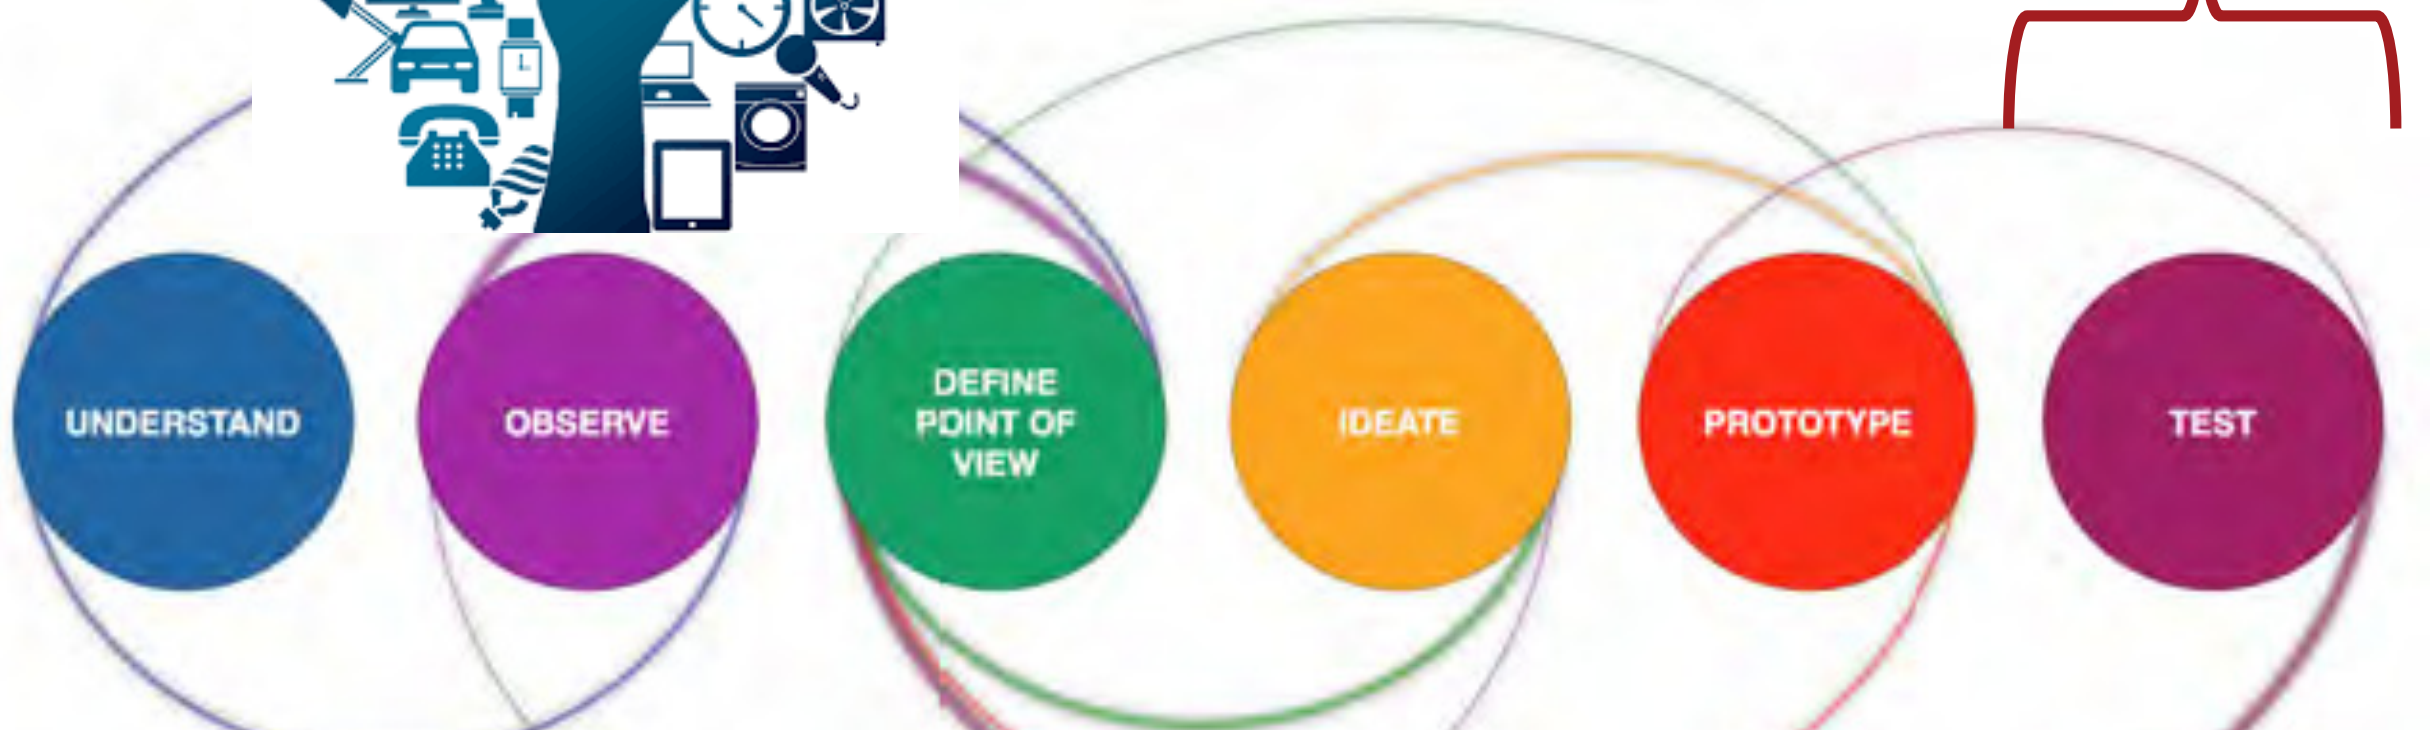 UNDERSTAND
OBSERVE
DEFINE
POINT OF
VIEW
IDEATE
PROTOTYPE
TEST